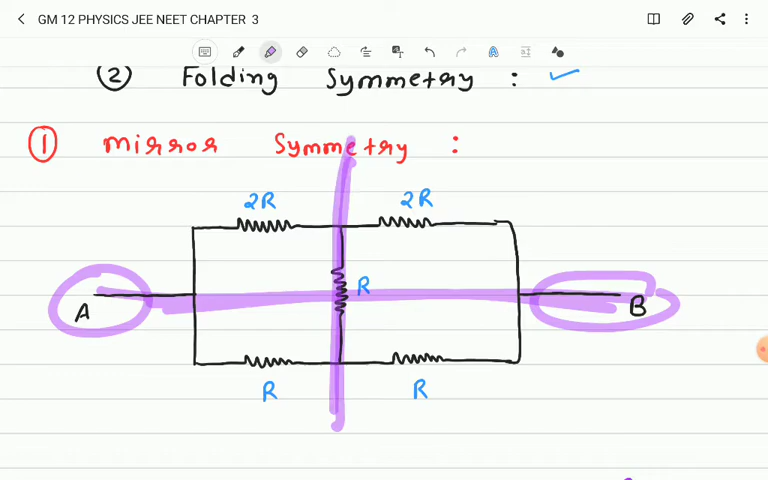 GM 12 PHYSICS JEE NEET CHAPTER 3
② Folding Symmetry :
① Mirror Symmetry :
2R 2R
A R B
R R